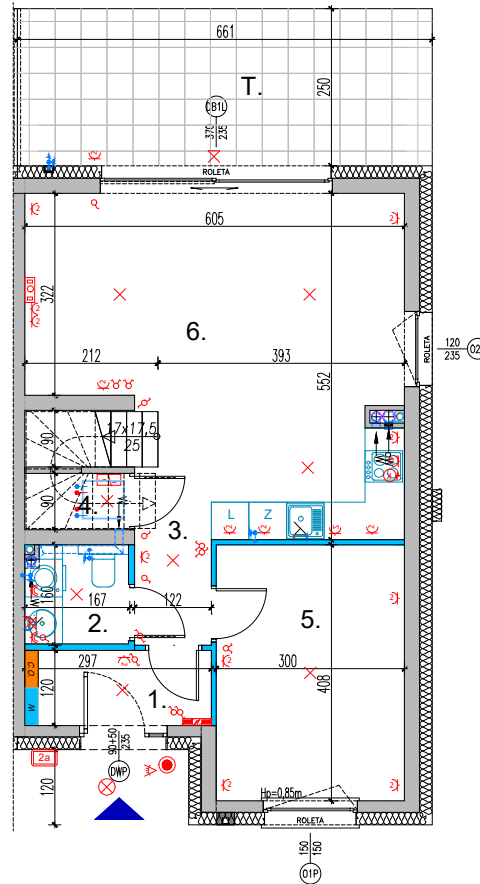 661
T.
250
CB1L
370
235
ROLETA
605
322
6.
212
393
552
120
235
02
ROLETA
90
17x17,5
25
90
4.
3.
L
Z
160
167
122
2.
5.
297
300
408
120
1.
C.O.
W
2a
90+50
235
DWP
120
Hp=0,85m
ROLETA
150
150
01P